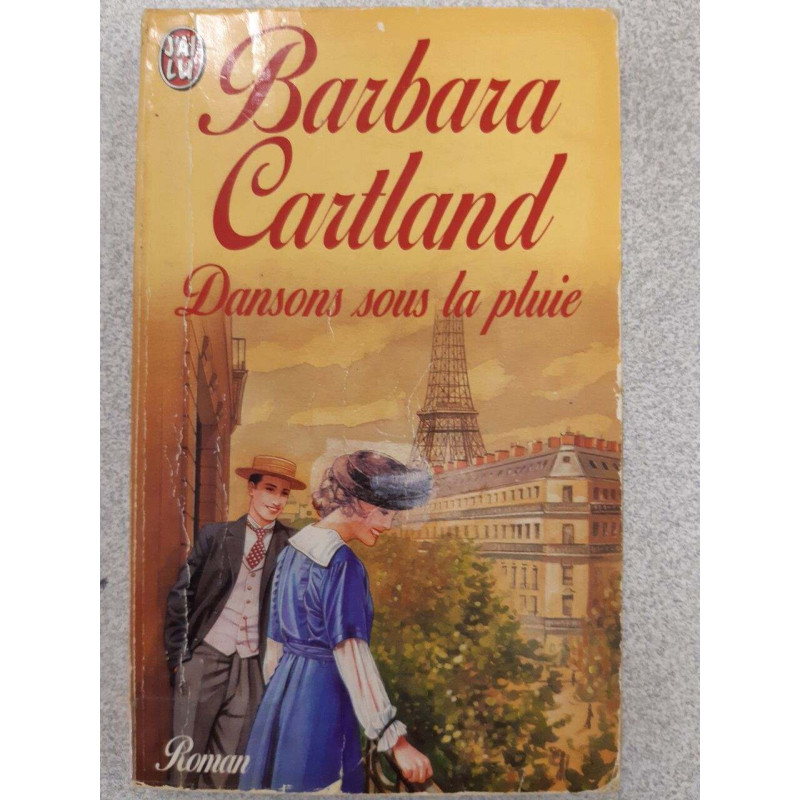 J'AI
LU
Barbara
Cartland
Dansons sous la pluie
Roman